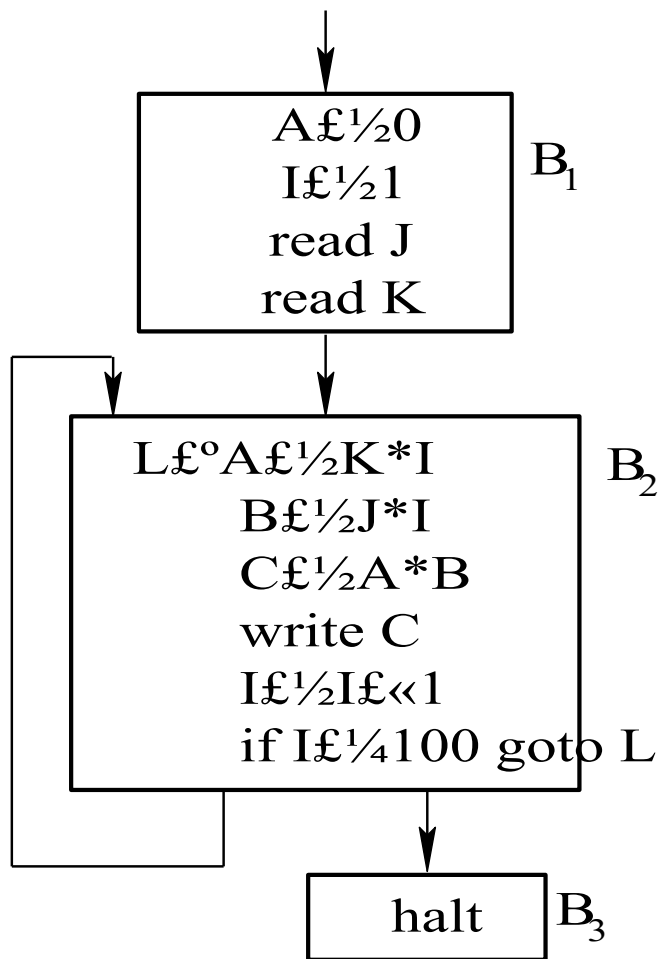 A£½0
I£½1
read J
read K
B1
L£ºA£½K*I
B£½J*I
C£½A*B
write C
I£½I£«1
if I£¼100 goto L
B2
halt
B3